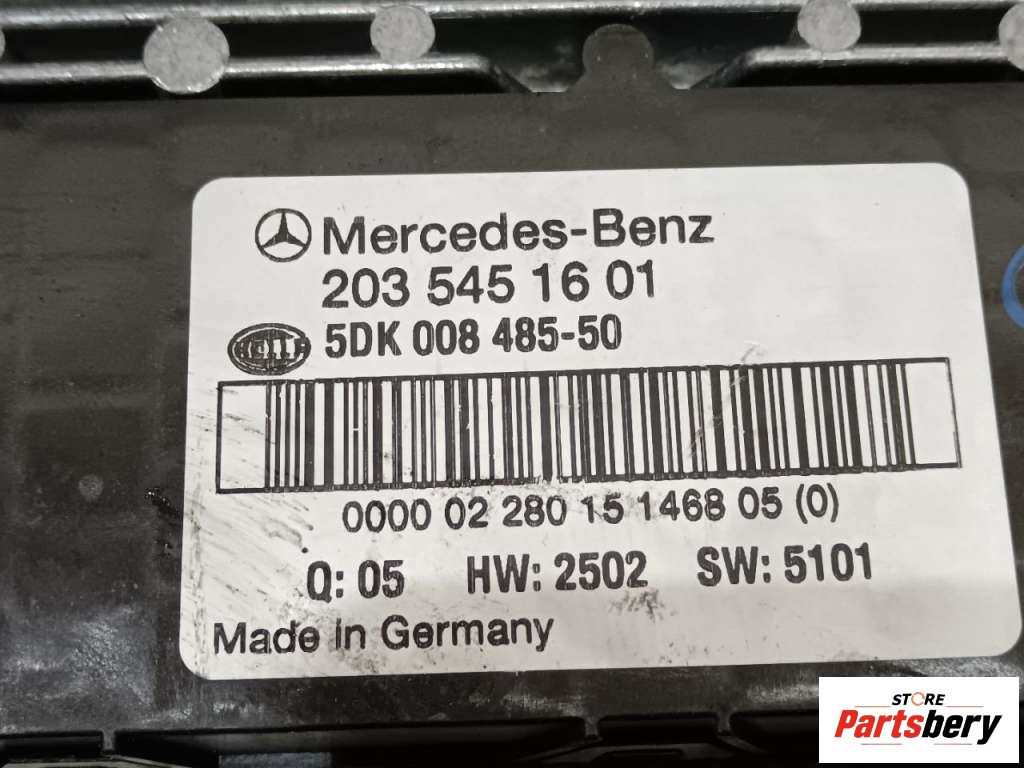 Mercedes-Benz
203 545 16 01
HELLA 5DK 008 485-50
0000 02 280 15 1468 05 (0)
Q: 05 HW: 2502 SW: 5101
Made in Germany
STORE
Partsbery